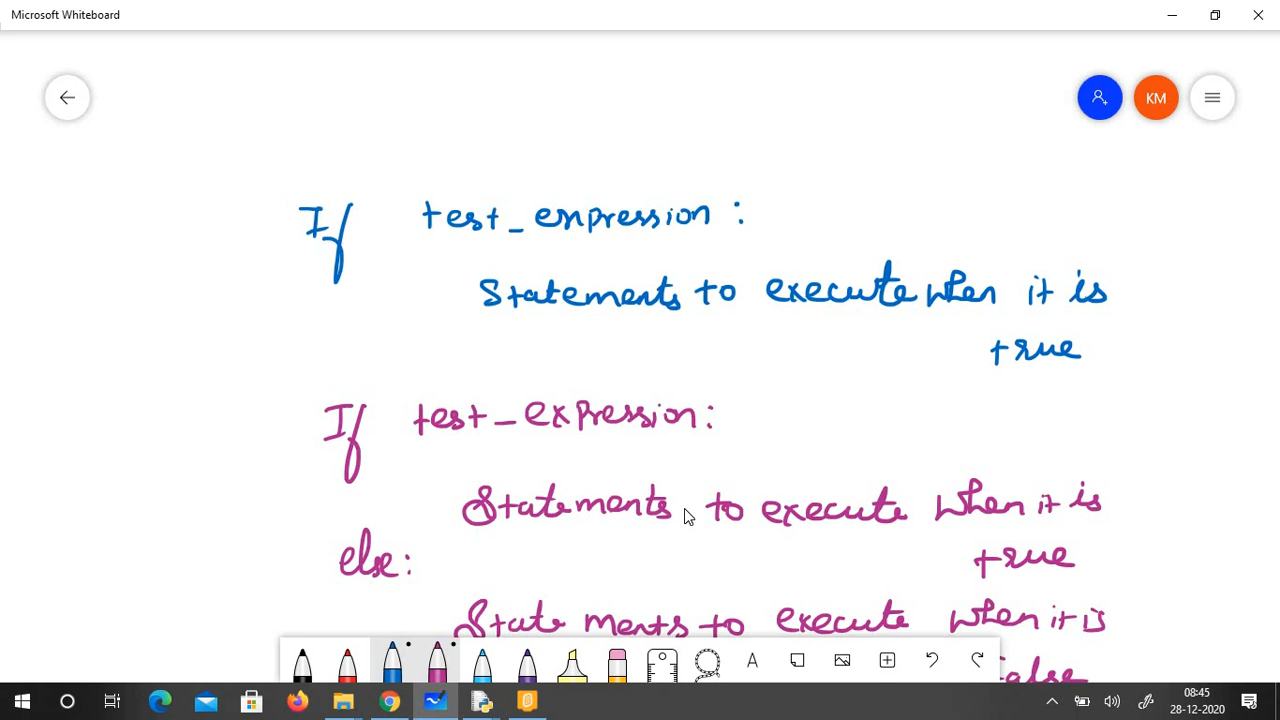 Microsoft Whiteboard
KM
If test_expression:
Statements to execute when it is
true
If test_expression:
Statements to execute when it is
else:
true
Statements to execute when it is
false
A
08:45
28-12-2020